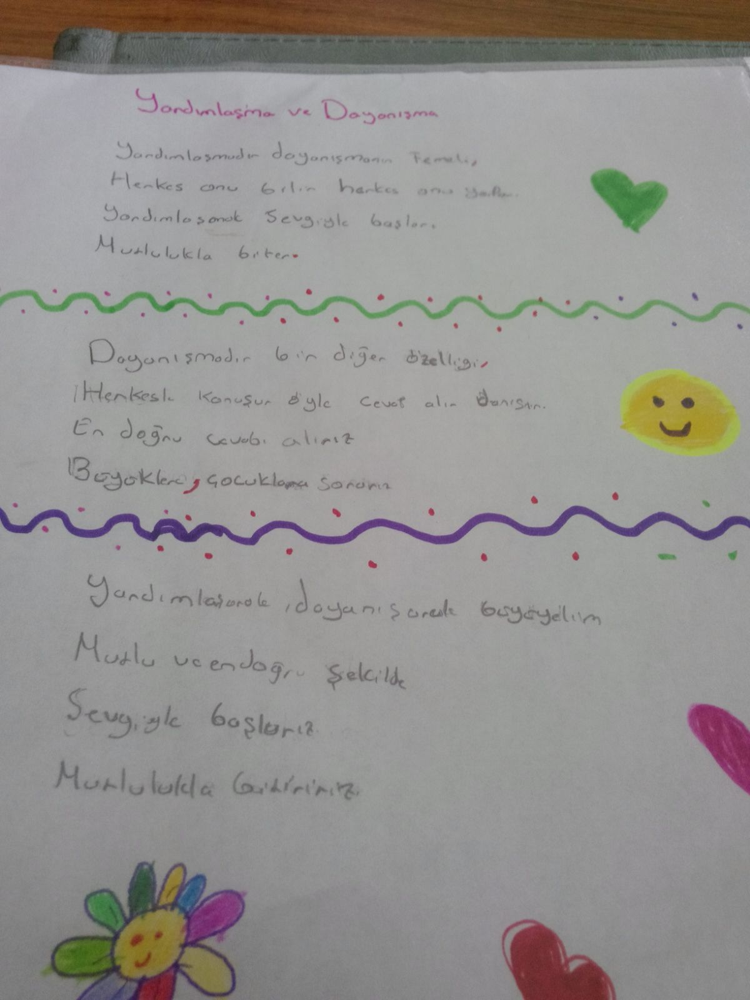 Yardımlaşma ve Dayanışma
Yardımlaşmadır dayanışmanın temeli,
Herkes onu bilir herkes onu yapar.
Yardımlaşmak sevgiyle başlar.
Mutlulukla biter.
Dayanışmadır bir diğer özelliği,
Herkesle konuşur öyle cevap alır danışır.
En doğru cevabı alırız
Büyüklere, çocuklara sorarız
Yardımlaşarak, dayanışarak büyüyelim
Mutlu ve en doğru şekilde
Sevgiyle başlarız
Mutlulukla bitiririz.